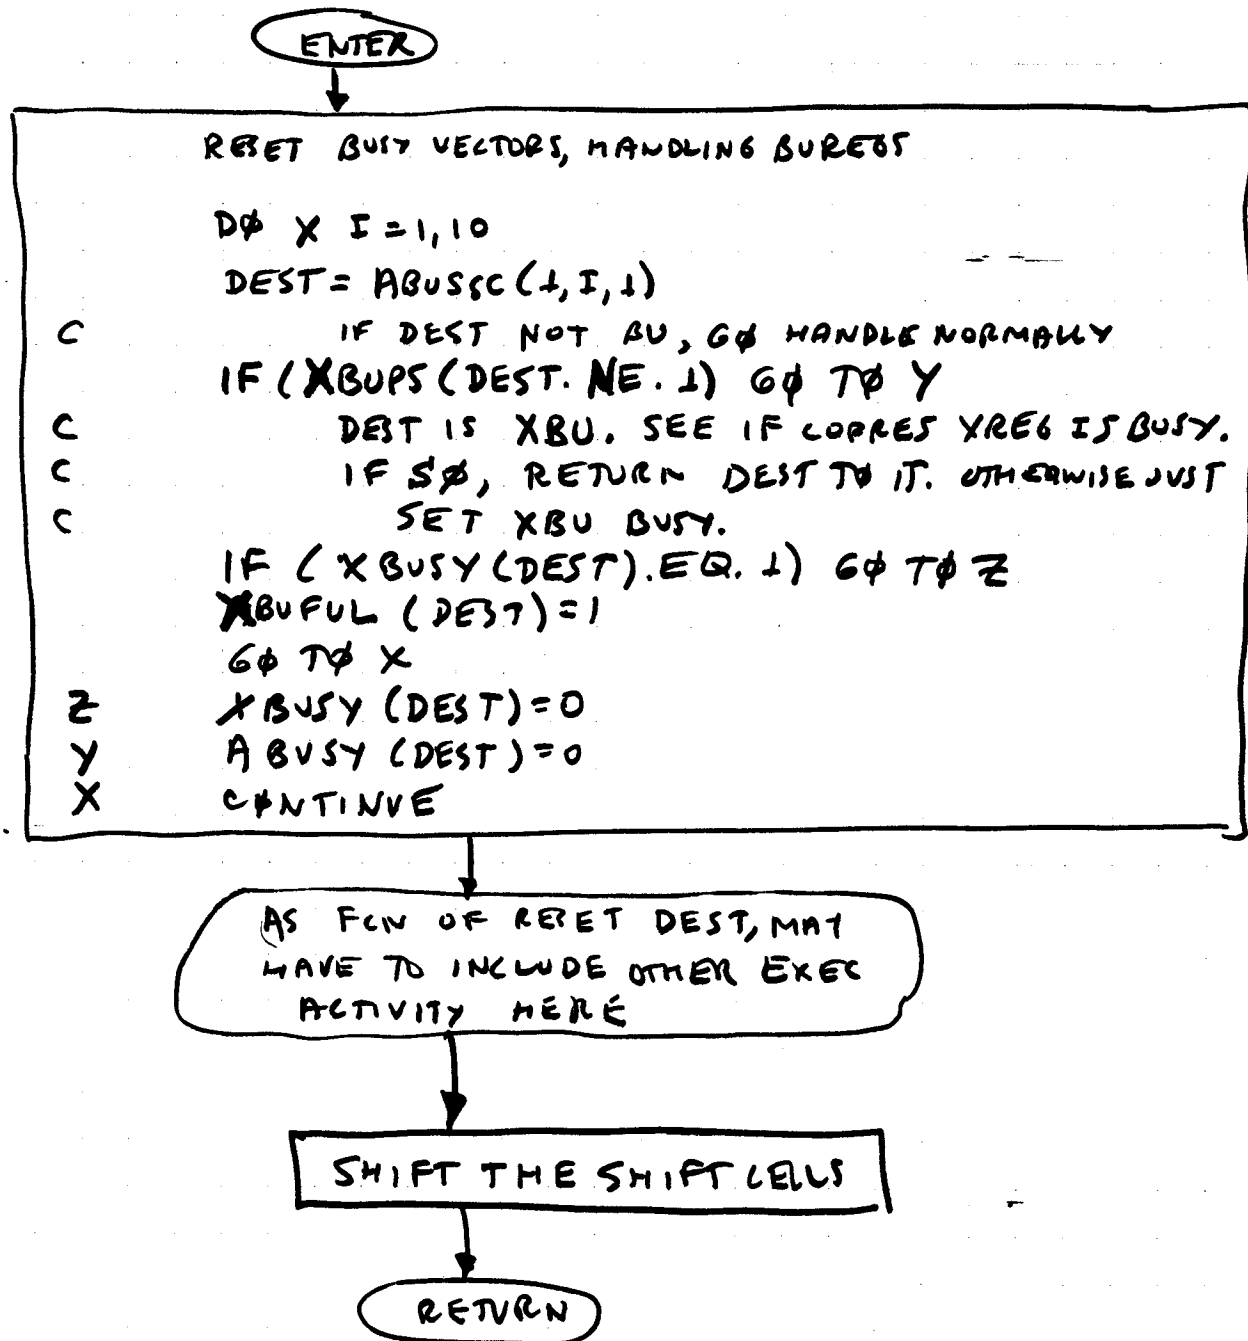 ENTER
RESET BUSY VECTORS, HANDLING BUREGS
DØ X I = 1, 10
DEST = ABUSSC (1, I, 1)
C IF DEST NOT BU, GØ HANDLE NORMALLY
IF (XBUPS (DEST. NE. 1) GØ TØ Y
C DEST IS XBU. SEE IF CORRES XREG IS BUSY.
C IF SØ, RETURN DEST TØ IT. OTHERWISE JUST
C SET XBU BUSY.
IF (XBUSY (DEST).EQ. 1) GØ TØ Z
XBUFUL (DEST) = 1
GØ TØ X
Z XBUSY (DEST) = 0
Y ABUSY (DEST) = 0
X CØNTINUE
AS FCN OF RESET DEST, MAY
HAVE TO INCLUDE OTHER EXEC
ACTIVITY HERE
SHIFT THE SHIFT CELLS
RETURN